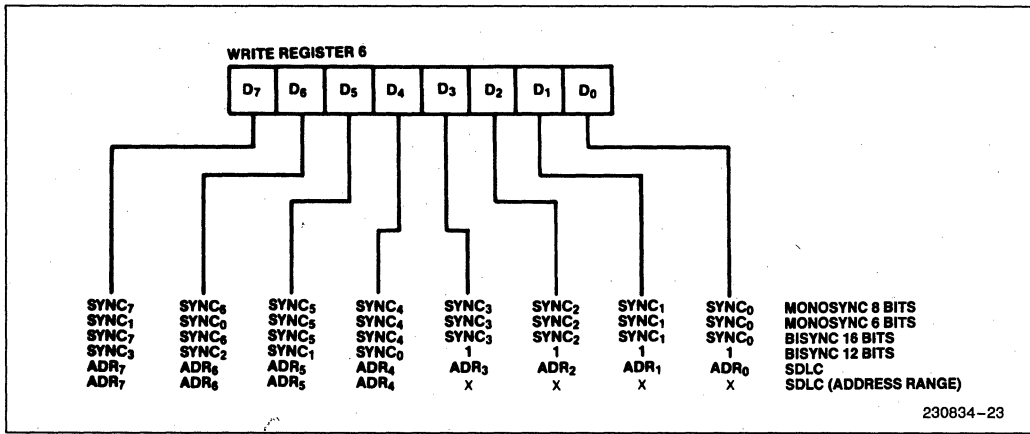 WRITE REGISTER 6
D7 D6 D5 D4 D3 D2 D1 D0
SYNC7 SYNC6 SYNC5 SYNC4 SYNC3 SYNC2 SYNC1 SYNC0 MONOSYNC 8 BITS
SYNC1 SYNC0 SYNC5 SYNC4 SYNC3 SYNC2 SYNC1 SYNC0 MONOSYNC 6 BITS
SYNC7 SYNC6 SYNC5 SYNC4 SYNC3 SYNC2 SYNC1 SYNC0 BISYNC 16 BITS
SYNC3 SYNC2 SYNC1 SYNC0 1 1 1 1 BISYNC 12 BITS
ADR7 ADR6 ADR5 ADR4 ADR3 ADR2 ADR1 ADR0 SDLC
ADR7 ADR6 ADR5 ADR4 X X X X SDLC (ADDRESS RANGE)
230834–23